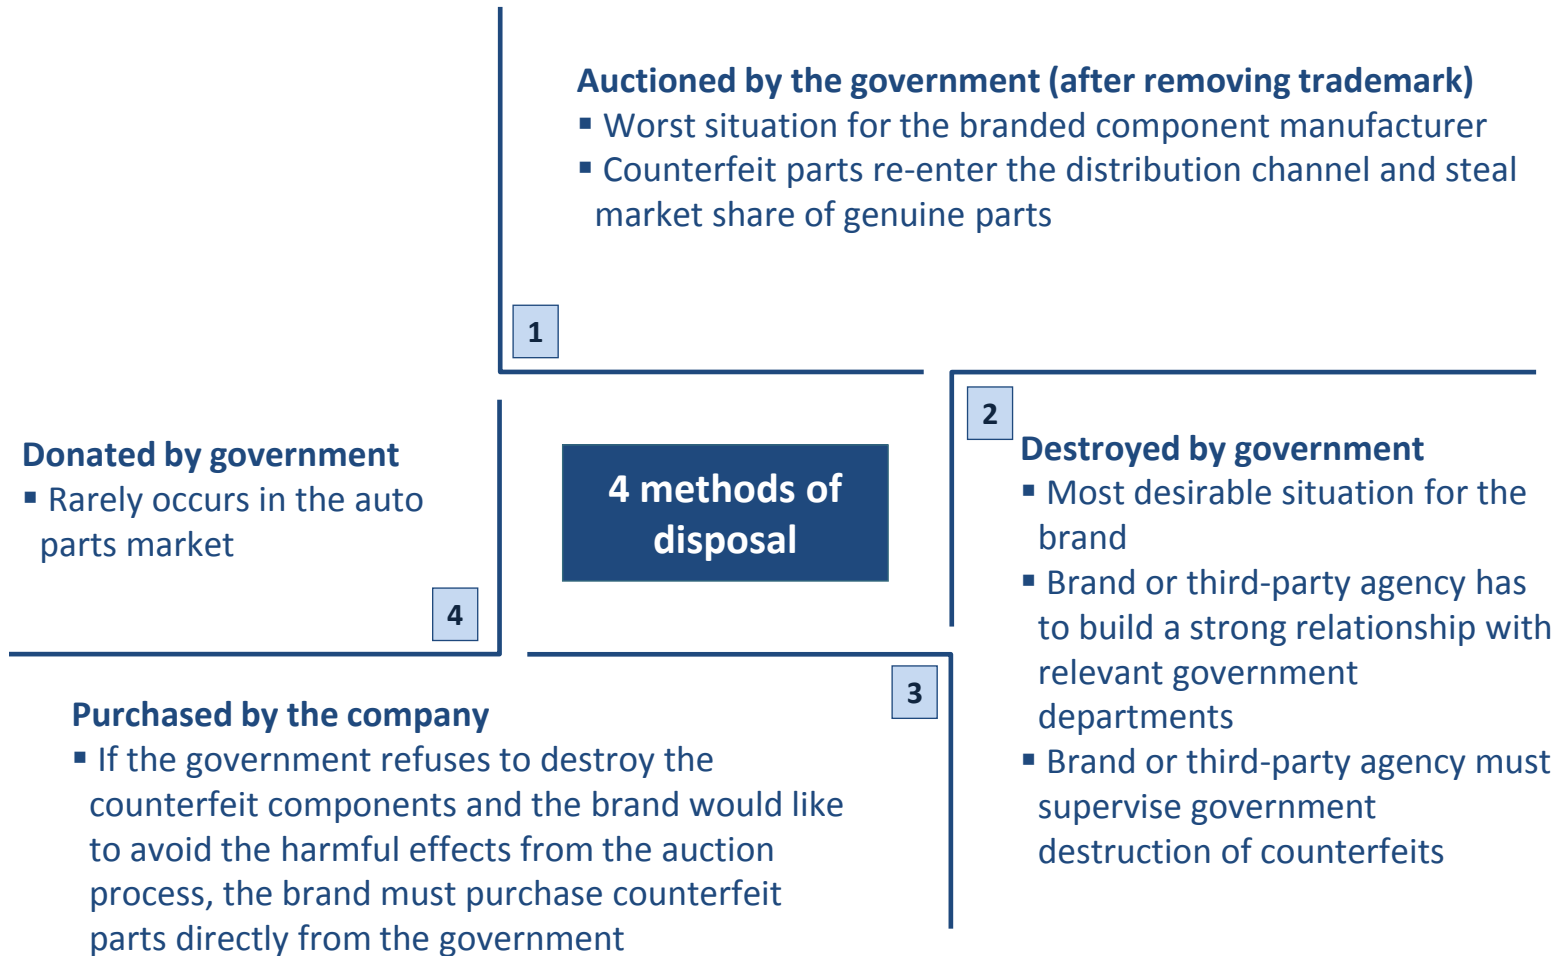 Auctioned by the government (after removing trademark)
▪ Worst situation for the branded component manufacturer
▪ Counterfeit parts re-enter the distribution channel and steal
market share of genuine parts
1
2
Destroyed by government
▪ Most desirable situation for the
brand
▪ Brand or third-party agency has
to build a strong relationship with
relevant government
departments
▪ Brand or third-party agency must
supervise government
destruction of counterfeits
4 methods of
disposal
Donated by government
▪ Rarely occurs in the auto
parts market
4
3
Purchased by the company
▪ If the government refuses to destroy the
counterfeit components and the brand would like
to avoid the harmful effects from the auction
process, the brand must purchase counterfeit
parts directly from the government